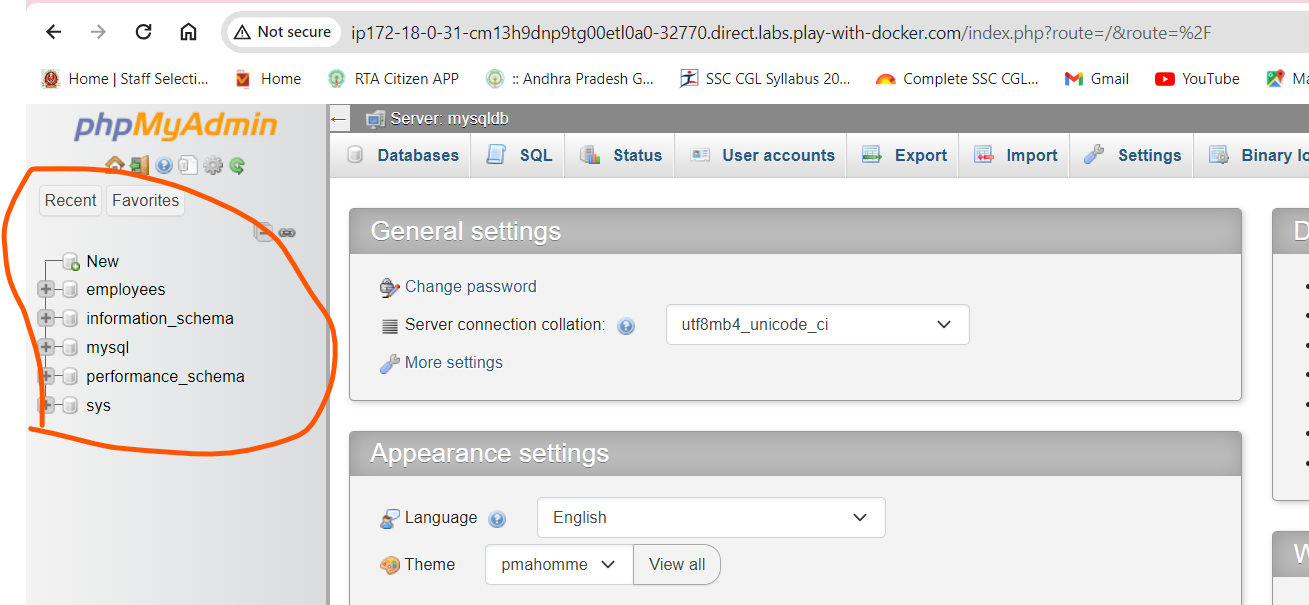 Not secure
ip172-18-0-31-cm13h9dnp9tg00etl0a0-32770.direct.labs.play-with-docker.com/index.php?route=/&route=%2F
Home | Staff Selecti... Home RTA Citizen APP :: Andhra Pradesh G... SSC CGL Syllabus 20... Complete SSC CGL... Gmail YouTube
phpMyAdmin
Recent Favorites
New
employees
information_schema
mysql
performance_schema
sys
Server: mysqldb
Databases SQL Status User accounts Export Import Settings Binary
General settings
Change password
Server connection collation: utf8mb4_unicode_ci
More settings
Appearance settings
Language English
Theme pmahomme View all